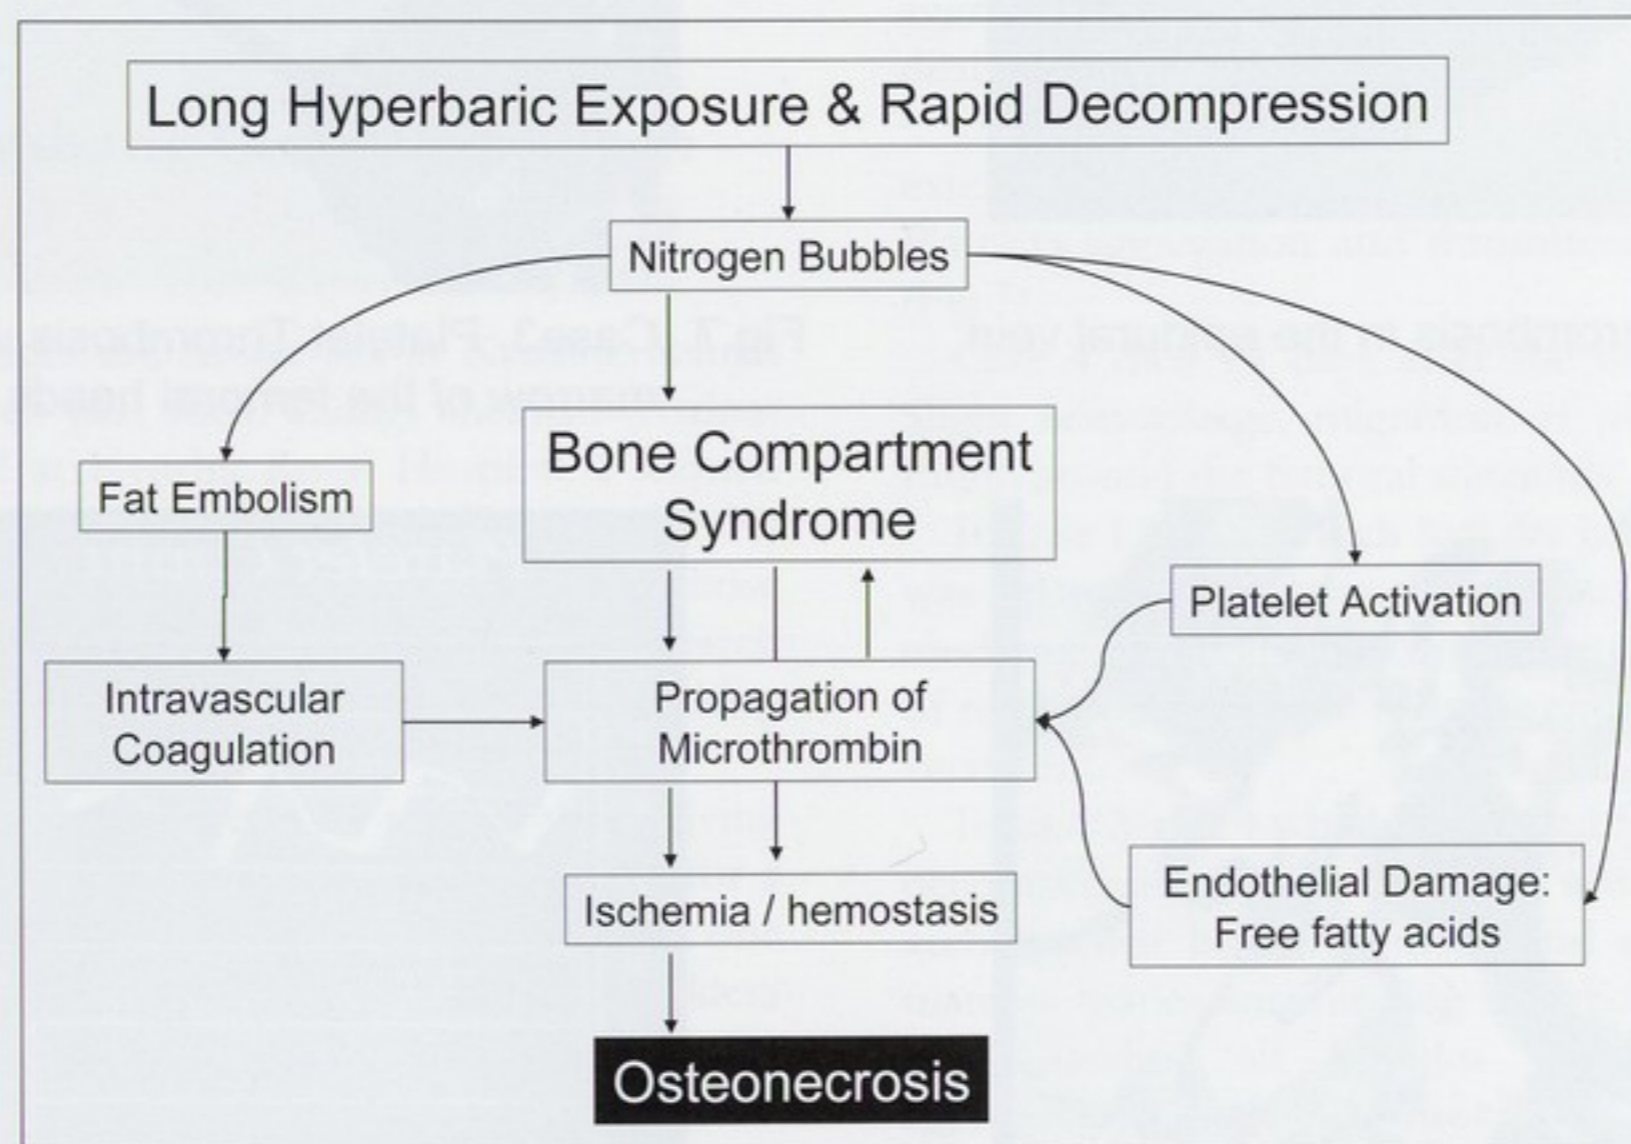 Long Hyperbaric Exposure & Rapid Decompression
Nitrogen Bubbles
Bone Compartment
Syndrome
Fat Embolism
Platelet Activation
Intravascular
Coagulation
Propagation of
Microthrombin
Endothelial Damage:
Free fatty acids
Ischemia / hemostasis
Osteonecrosis